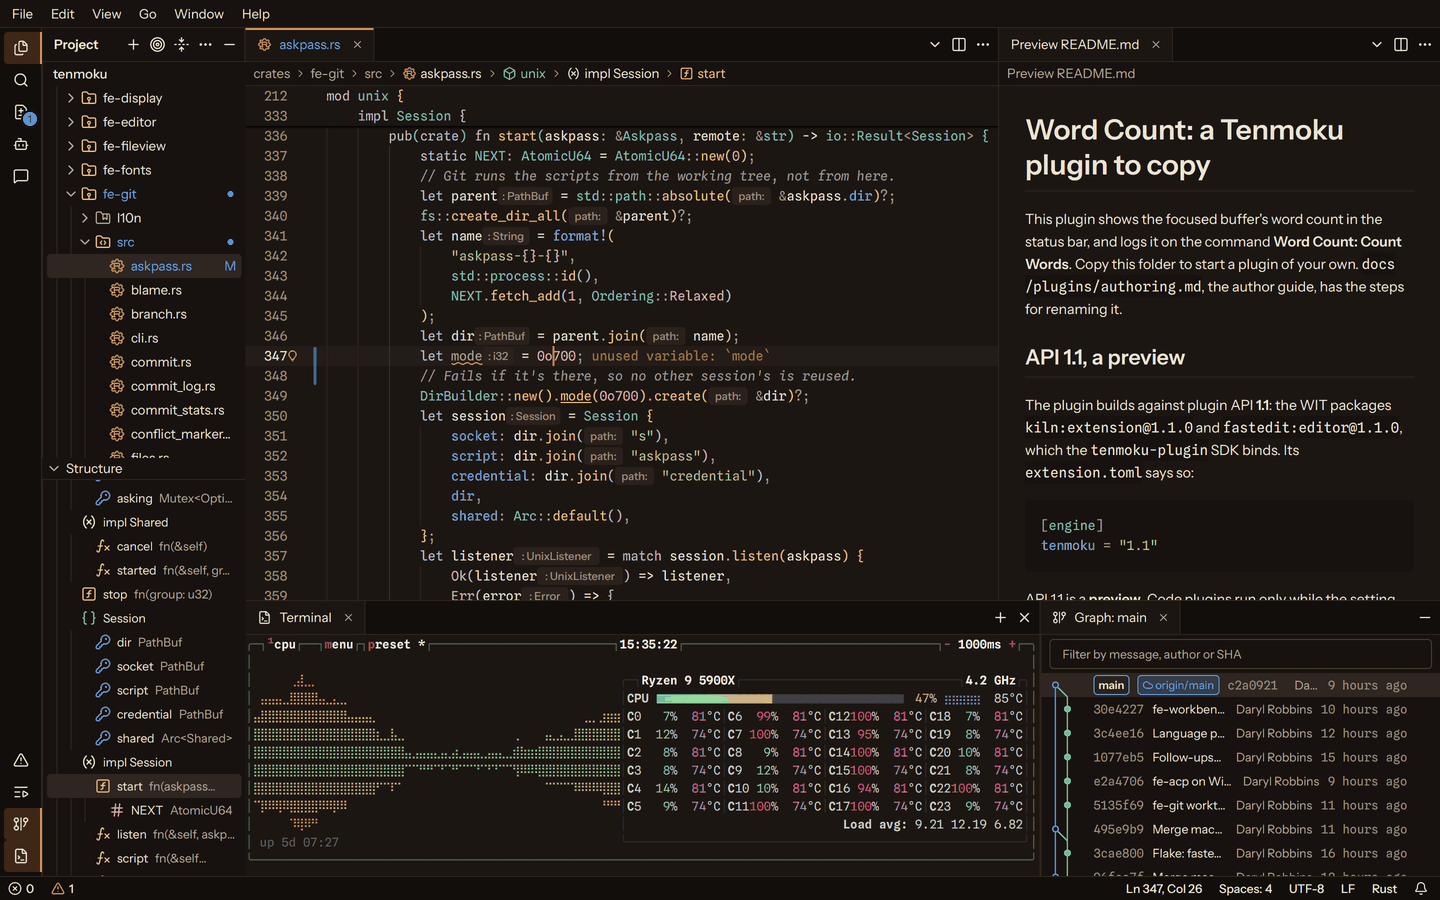 File Edit View Go Window Help
Project
tenmoku
fe-display
fe-editor
fe-fileview
fe-fonts
fe-git
l10n
src
askpass.rs M
blame.rs
branch.rs
cli.rs
commit.rs
commit_log.rs
commit_stats.rs
conflict_marker...
files.rs
Structure
asking Mutex<Opti...
impl Shared
cancel fn(&self)
started fn(&self, gr...
stop fn(group: u32)
Session
dir PathBuf
socket PathBuf
script PathBuf
credential PathBuf
shared Arc<Shared>
impl Session
start fn(askpass...
NEXT AtomicU64
listen fn(&self, askp...
script fn(&self...
askpass.rs
crates > fe-git > src > askpass.rs > unix > impl Session > start
212 mod unix {
333 impl Session {
336 pub(crate) fn start(askpass: &Askpass, remote: &str) -> io::Result<Session> {
337 static NEXT: AtomicU64 = AtomicU64::new(0);
338 // Git runs the scripts from the working tree, not from here.
339 let parent : PathBuf = std::path::absolute( path: &askpass.dir)?;
340 fs::create_dir_all( path: &parent)?;
341 let name : String = format!(
342 "askpass-{}-{}",
343 std::process::id(),
344 NEXT.fetch_add(1, Ordering::Relaxed)
345 );
346 let dir : PathBuf = parent.join( path: name);
347 let mode : i32 = 0o700; unused variable: `mode`
348 // Fails if it's there, so no other session's is reused.
349 DirBuilder::new().mode(0o700).create( path: &dir)?;
350 let session : Session = Session {
351 socket: dir.join( path: "s"),
352 script: dir.join( path: "askpass"),
353 credential: dir.join( path: "credential"),
354 dir,
355 shared: Arc::default(),
356 };
357 let listener : UnixListener = match session.listen(askpass) {
358 Ok(listener : UnixListener ) => listener,
359 Err(error : Error ) => {
Preview README.md
Preview README.md
Word Count: a Tenmoku
plugin to copy
This plugin shows the focused buffer's word count in the
status bar, and logs it on the command Word Count: Count
Words. Copy this folder to start a plugin of your own. docs
/plugins/authoring.md, the author guide, has the steps
for renaming it.
API 1.1, a preview
The plugin builds against plugin API 1.1: the WIT packages
kiln:extension@1.1.0 and fastedit:editor@1.1.0,
which the tenmoku-plugin SDK binds. Its
extension.toml says so:
[engine]
tenmoku = "1.1"
API 1.1 is a preview. Code plugins run only while the setting
Terminal
1cpu menu preset * 15:35:22 - 1000ms +
Ryzen 9 5900X 4.2 GHz
CPU 47% 85°C
C0 7% 81°C C6 99% 81°C C12100% 81°C C18 7% 81°C
C1 12% 74°C C7 100% 74°C C13 95% 74°C C19 8% 74°C
C2 8% 81°C C8 9% 81°C C14100% 81°C C20 10% 81°C
C3 8% 74°C C9 12% 74°C C15100% 74°C C21 8% 74°C
C4 14% 81°C C10 10% 81°C C16 94% 81°C C22100% 81°C
C5 9% 74°C C11100% 74°C C17100% 74°C C23 9% 74°C
Load avg: 9.21 12.19 6.82
up 5d 07:27
Graph: main
Filter by message, author or SHA
main origin/main c2a0921 Da... 9 hours ago
30e4227 fe-workben... Daryl Robbins 10 hours ago
3c4ee16 Language p... Daryl Robbins 12 hours ago
1077eb5 Follow-ups... Daryl Robbins 15 hours ago
e2a4706 fe-acp on Wi... Daryl Robbins 9 hours ago
5135f69 fe-git workt... Daryl Robbins 11 hours ago
495e9b9 Merge mac... Daryl Robbins 11 hours ago
3cae800 Flake: faste... Daryl Robbins 16 hours ago
0 1 Ln 347, Col 26 Spaces: 4 UTF-8 LF Rust